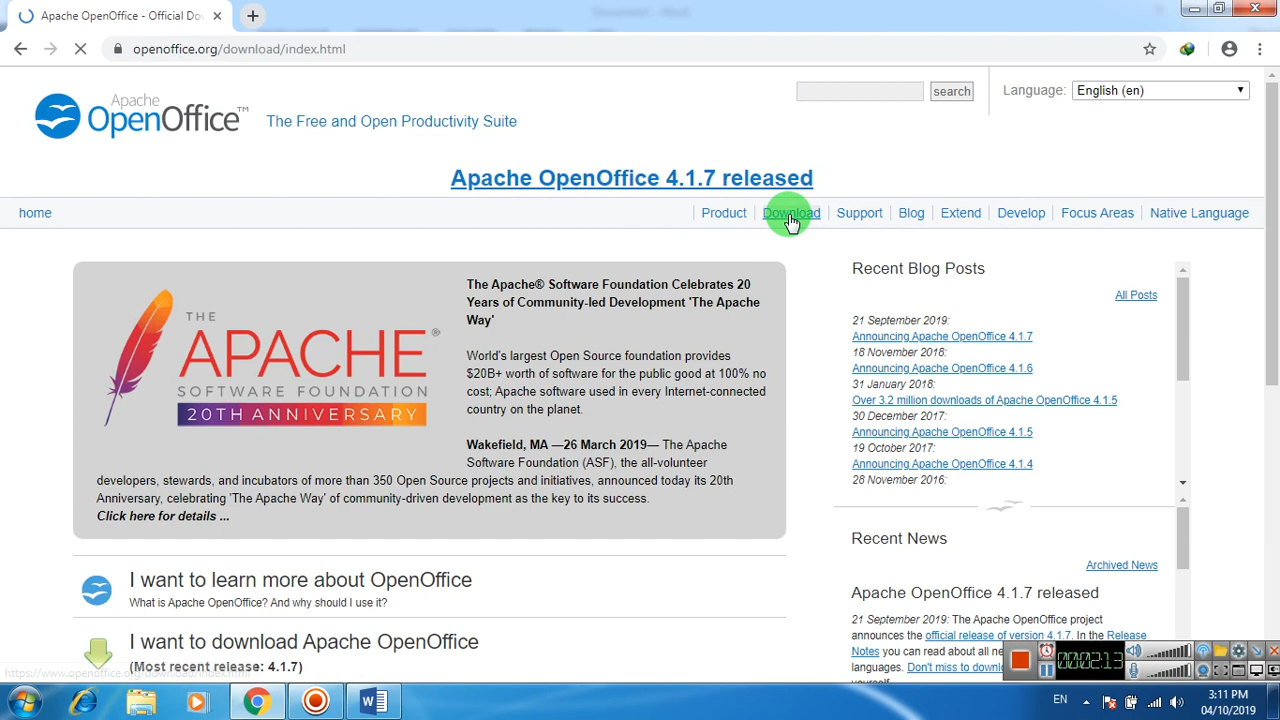 Apache OpenOffice - Official Do
openoffice.org/download/index.html
Apache
OpenOffice™
The Free and Open Productivity Suite
search
Language:
English (en)
Apache OpenOffice 4.1.7 released
home
Product
Download
Support
Blog
Extend
Develop
Focus Areas
Native Language
THE
APACHE®
SOFTWARE FOUNDATION
20TH ANNIVERSARY
The Apache® Software Foundation Celebrates 20
Years of Community-led Development 'The Apache
Way'
World's largest Open Source foundation provides
$20B+ worth of software for the public good at 100% no
cost; Apache software used in every Internet-connected
country on the planet.
Wakefield, MA —26 March 2019— The Apache
Software Foundation (ASF), the all-volunteer
developers, stewards, and incubators of more than 350 Open Source projects and initiatives, announced today its 20th
Anniversary, celebrating 'The Apache Way' of community-driven development as the key to its success.
Click here for details ...
I want to learn more about OpenOffice
What is Apache OpenOffice? And why should I use it?
I want to download Apache OpenOffice
(Most recent release: 4.1.7)
Recent Blog Posts
All Posts
21 September 2019:
Announcing Apache OpenOffice 4.1.7
18 November 2018:
Announcing Apache OpenOffice 4.1.6
31 January 2018:
Over 3.2 million downloads of Apache OpenOffice 4.1.5
30 December 2017:
Announcing Apache OpenOffice 4.1.5
19 October 2017:
Announcing Apache OpenOffice 4.1.4
28 November 2016:
Recent News
Archived News
Apache OpenOffice 4.1.7 released
21 September 2019: The Apache OpenOffice project
announces the official release of version 4.1.7. In the Release
Notes you can read about all ne
languages. Don't miss to downl
yourself.
https://www.openoffice.org/download/index.html
00:02:13
EN
3:11 PM
04/10/2019